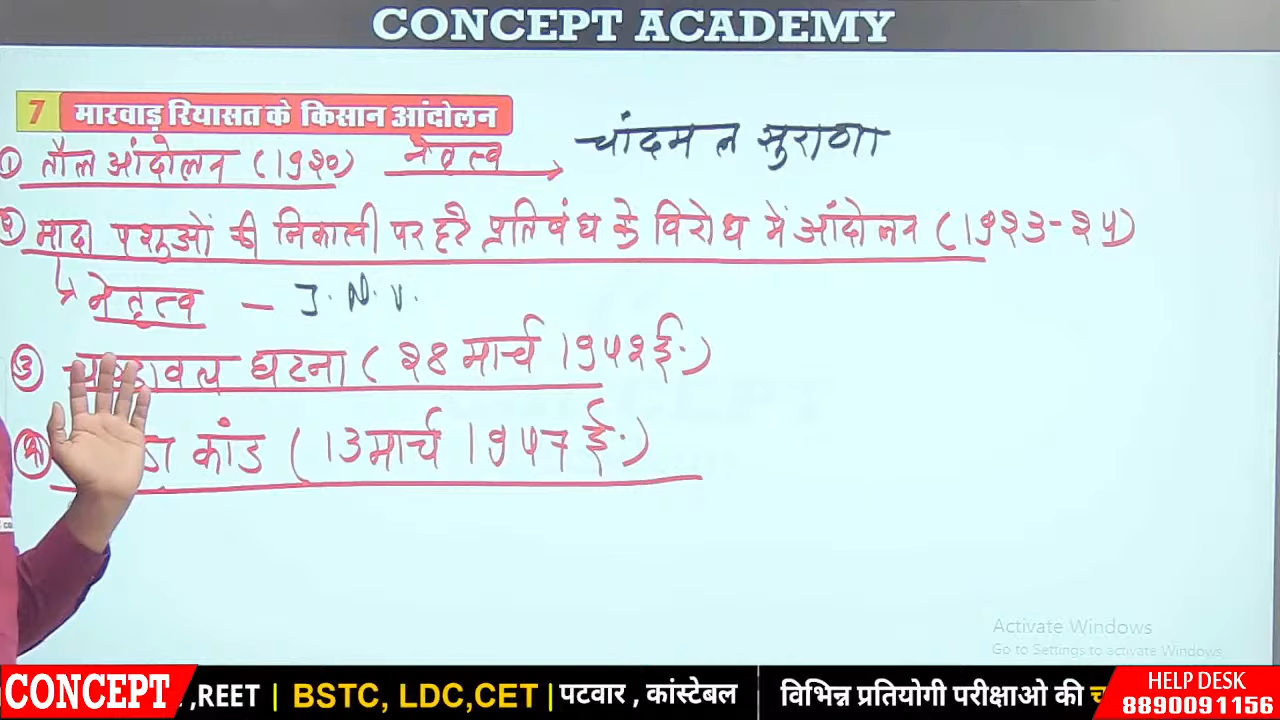 CONCEPT ACADEMY
7 मारवाड़ रियासत के किसान आंदोलन
① तौल आंदोलन (1920) नेतृत्व → चांदमल सुराणा
② मादा पशुओं की निकासी पर हटे प्रतिबंध के विरोध में आंदोलन (1923-24)
↳ नेतृत्व - J. N. V.
③ घटना (28 मार्च 1942 ई.)
④ कांड (13 मार्च 1947 ई.)
Activate Windows
Go to Settings to activate Windows.
CONCEPT ,REET | BSTC, LDC,CET | पटवार , कांस्टेबल विभिन्न प्रतियोगी परीक्षाओ की HELP DESK
8890091156